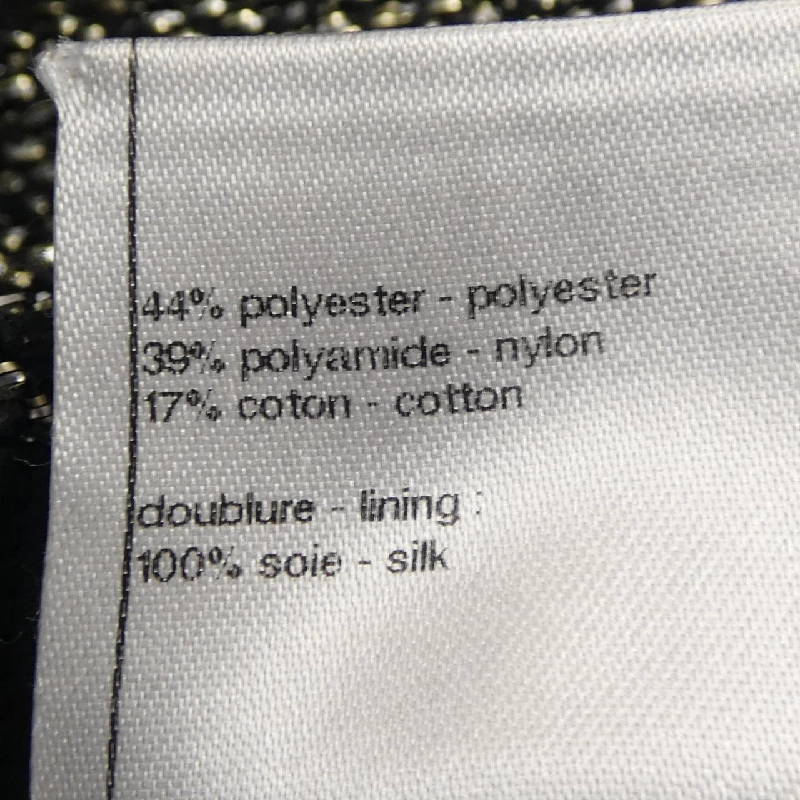 44% polyester - polyester
39% polyamide - nylon
17% coton - cotton
doublure - lining :
100% soie - silk